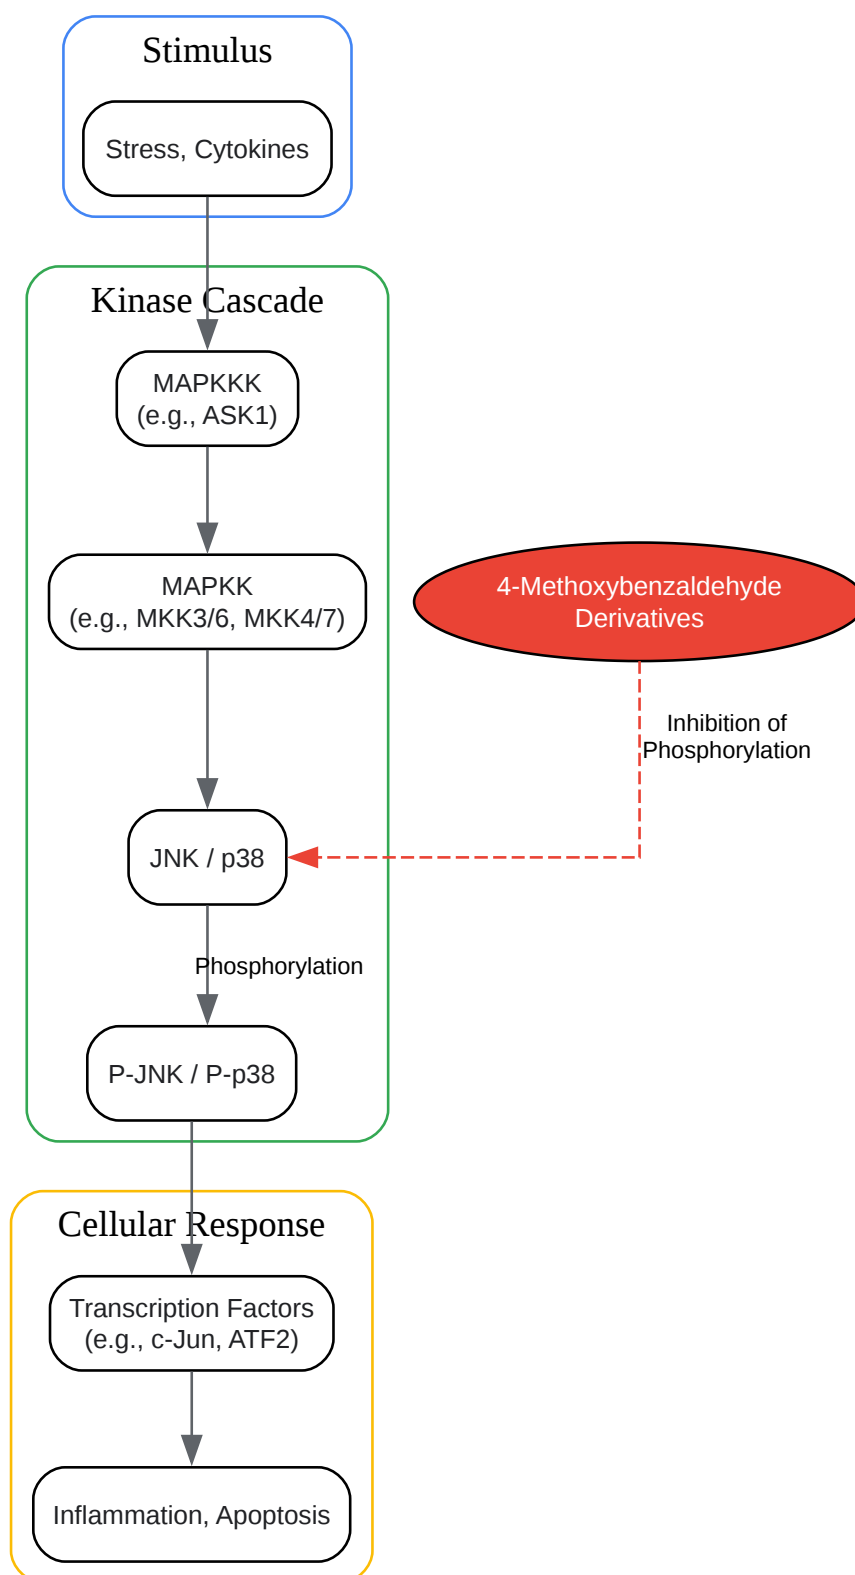 Stimulus
Stress, Cytokines
Kinase Cascade
MAPKKK
(e.g., ASK1)
MAPKK
(e.g., MKK3/6, MKK4/7)
4-Methoxybenzaldehyde
Derivatives
Inhibition of
Phosphorylation
JNK / p38
Phosphorylation
P-JNK / P-p38
Cellular Response
Transcription Factors
(e.g., c-Jun, ATF2)
Inflammation, Apoptosis